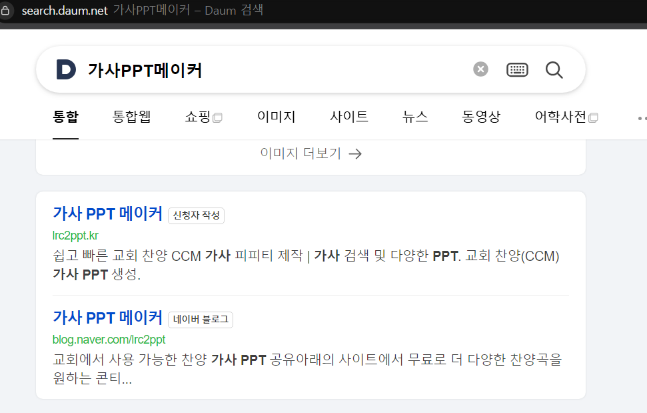 search.daum.net 가사PPT메이커 – Daum 검색
D 가사PPT메이커
통합 통합웹 쇼핑 이미지 사이트 뉴스 동영상 어학사전
이미지 더보기 →
가사 PPT 메이커 신청자 작성
lrc2ppt.kr
쉽고 빠른 교회 찬양 CCM 가사 피피티 제작 | 가사 검색 및 다양한 PPT. 교회 찬양(CCM)
가사 PPT 생성.
가사 PPT 메이커 네이버 블로그
blog.naver.com/lrc2ppt
교회에서 사용 가능한 찬양 가사 PPT 공유아래의 사이트에서 무료로 더 다양한 찬양곡을
원하는 콘티...